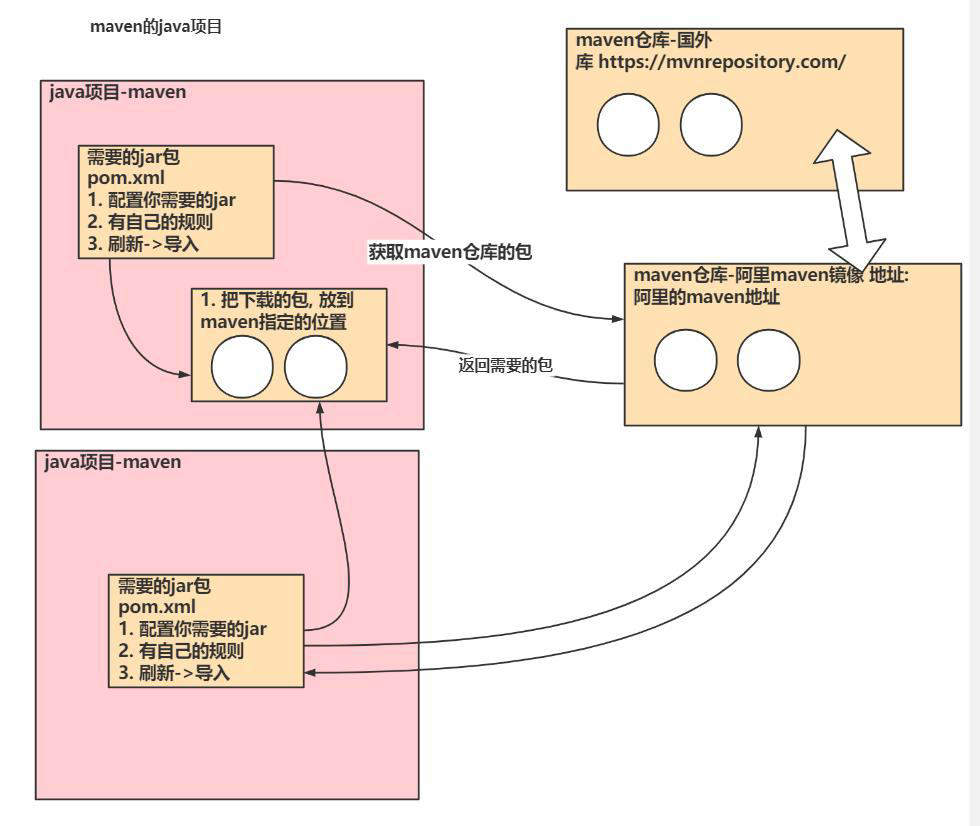 maven的java项目
maven仓库-国外
库 https://mvnrepository.com/
java项目-maven
需要的jar包
pom.xml
1. 配置你需要的jar
2. 有自己的规则
3. 刷新->导入
获取maven仓库的包
maven仓库-阿里maven镜像 地址:
阿里的maven地址
1. 把下载的包, 放到
maven指定的位置
返回需要的包
java项目-maven
需要的jar包
pom.xml
1. 配置你需要的jar
2. 有自己的规则
3. 刷新->导入